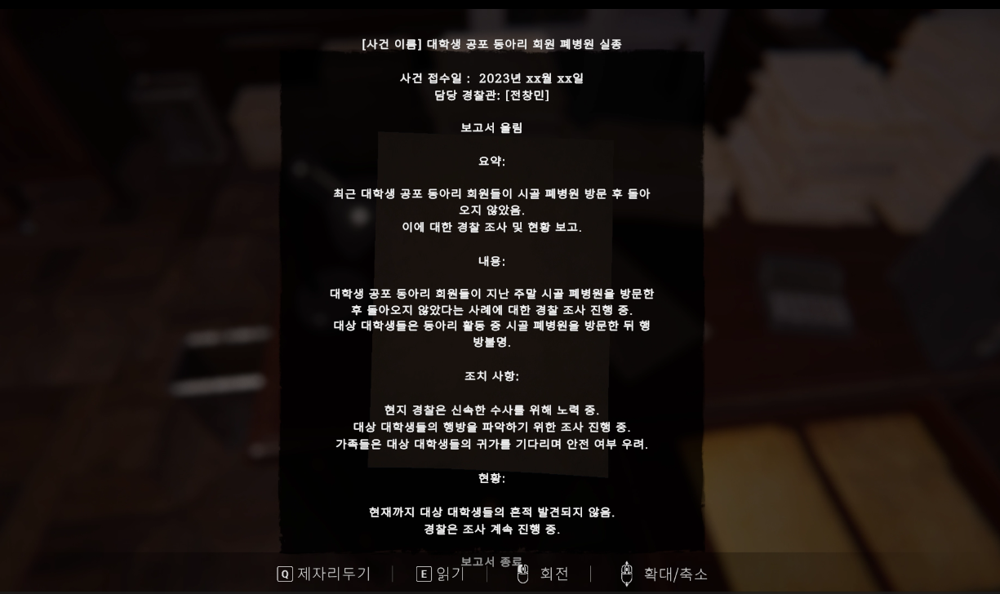 [사건 이름] 대학생 공포 동아리 회원 폐병원 실종
사건 접수일 :  2023년 xx월 xx일
담당 경찰관: [전창민]
보고서 올림
요약:
최근 대학생 공포 동아리 회원들이 시골 폐병원 방문 후 돌아
오지 않았음.
이에 대한 경찰 조사 및 현황 보고.
내용:
대학생 공포 동아리 회원들이 지난 주말 시골 폐병원을 방문한
후 돌아오지 않았다는 사례에 대한 경찰 조사 진행 중.
대상 대학생들은 동아리 활동 중 시골 폐병원을 방문한 뒤 행
방불명.
조치 사항:
현지 경찰은 신속한 수사를 위해 노력 중.
대상 대학생들의 행방을 파악하기 위한 조사 진행 중.
가족들은 대상 대학생들의 귀가를 기다리며 안전 여부 우려.
현황:
현재까지 대상 대학생들의 흔적 발견되지 않음.
경찰은 조사 계속 진행 중.
보고서 종료
Q 제자리두기 E 읽기 회전 확대/축소